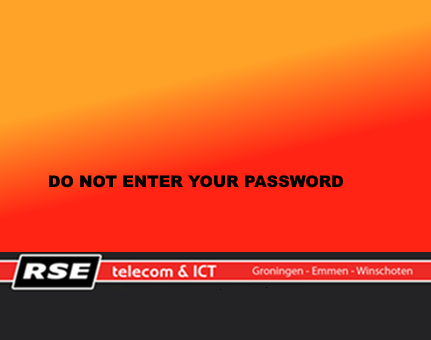 DO NOT ENTER YOUR PASSWORD
RSE telecom & ICT Groningen - Emmen - Winschoten